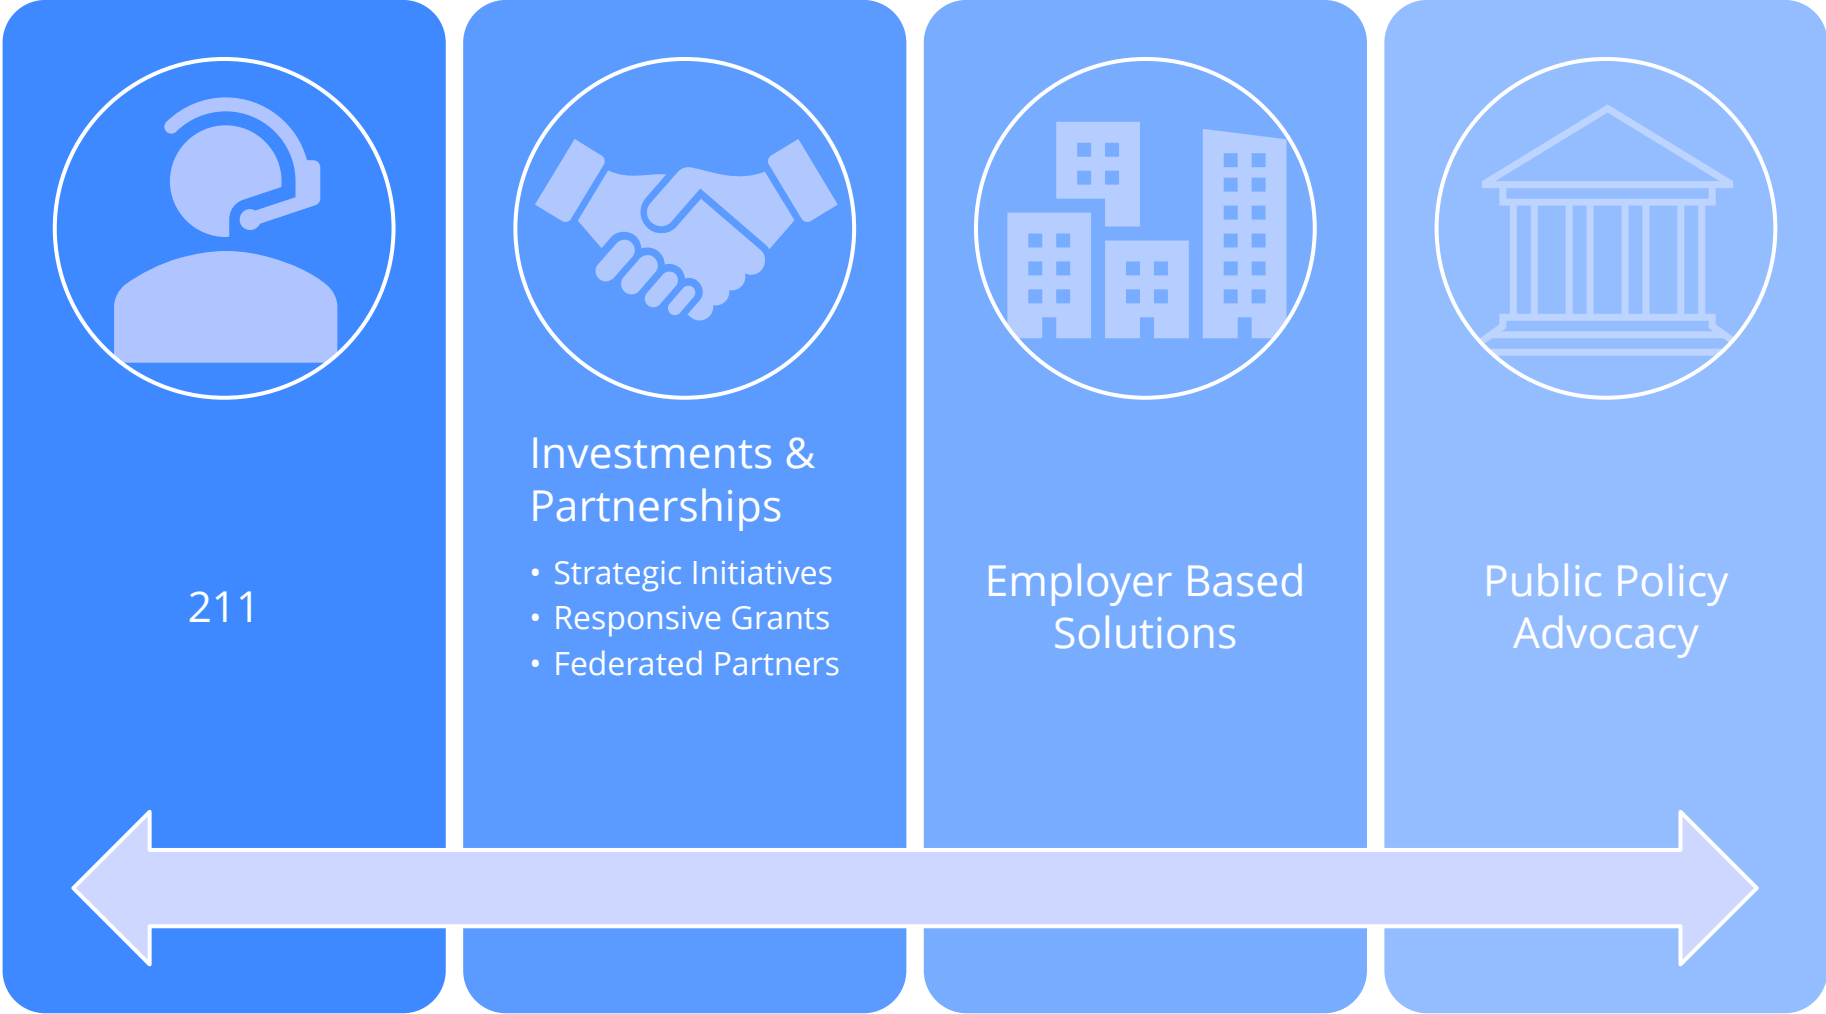 211
Investments &
Partnerships
• Strategic Initiatives
• Responsive Grants
• Federated Partners
Employer Based
Solutions
Public Policy
Advocacy